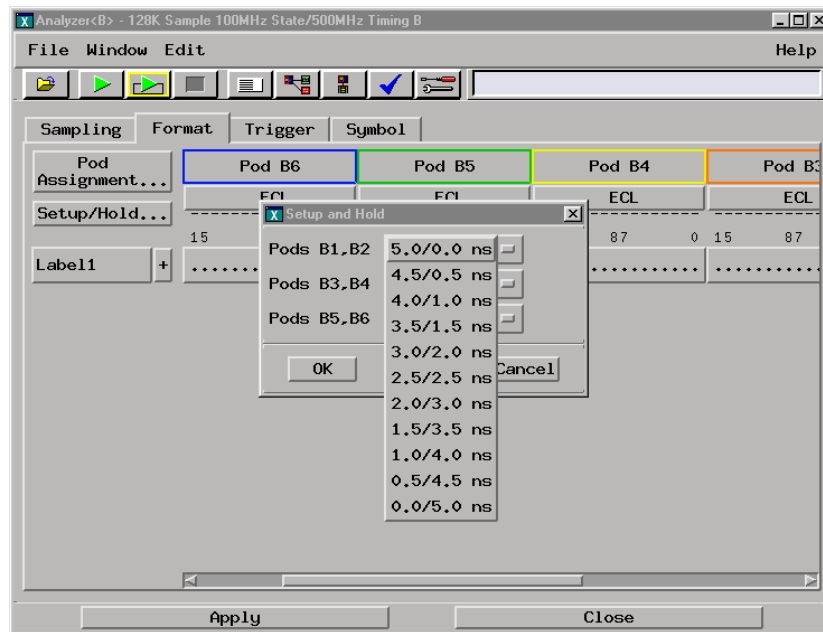 Analyzer<B> - 128K Sample 100MHz State/500MHz Timing B
File Window Edit Help
Sampling Format Trigger Symbol
Pod Assignment... Pod B6 Pod B5 Pod B4 Pod B3
ECL ECL ECL ECL
Setup/Hold...
Setup and Hold
15 87 0 15 87
Label1 +
Pods B1,B2 5.0/0.0 ns
4.5/0.5 ns
Pods B3,B4
4.0/1.0 ns
Pods B5,B6
3.5/1.5 ns
3.0/2.0 ns
OK Cancel
2.5/2.5 ns
2.0/3.0 ns
1.5/3.5 ns
1.0/4.0 ns
0.5/4.5 ns
0.0/5.0 ns
Apply Close